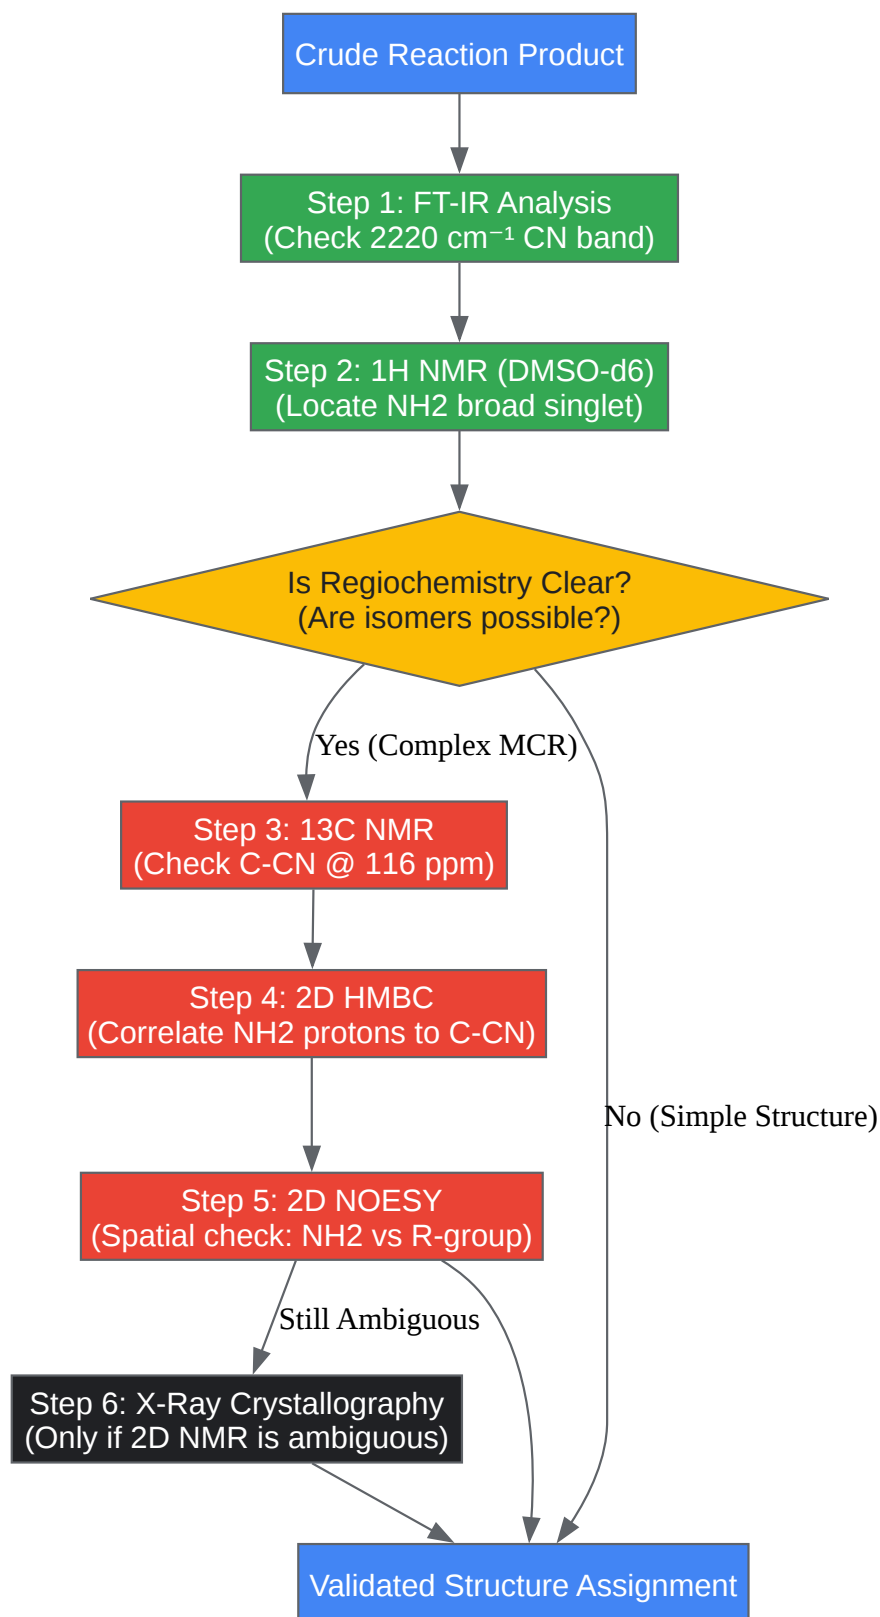 Crude Reaction Product
Step 1: FT-IR Analysis
(Check 2220 cm⁻¹ CN band)
Step 2: 1H NMR (DMSO-d6)
(Locate NH2 broad singlet)
Is Regiochemistry Clear?
(Are isomers possible?)
Yes (Complex MCR)
Step 3: 13C NMR
(Check C-CN @ 116 ppm)
Step 4: 2D HMBC
(Correlate NH2 protons to C-CN)
No (Simple Structure)
Step 5: 2D NOESY
(Spatial check: NH2 vs R-group)
Still Ambiguous
Step 6: X-Ray Crystallography
(Only if 2D NMR is ambiguous)
Validated Structure Assignment